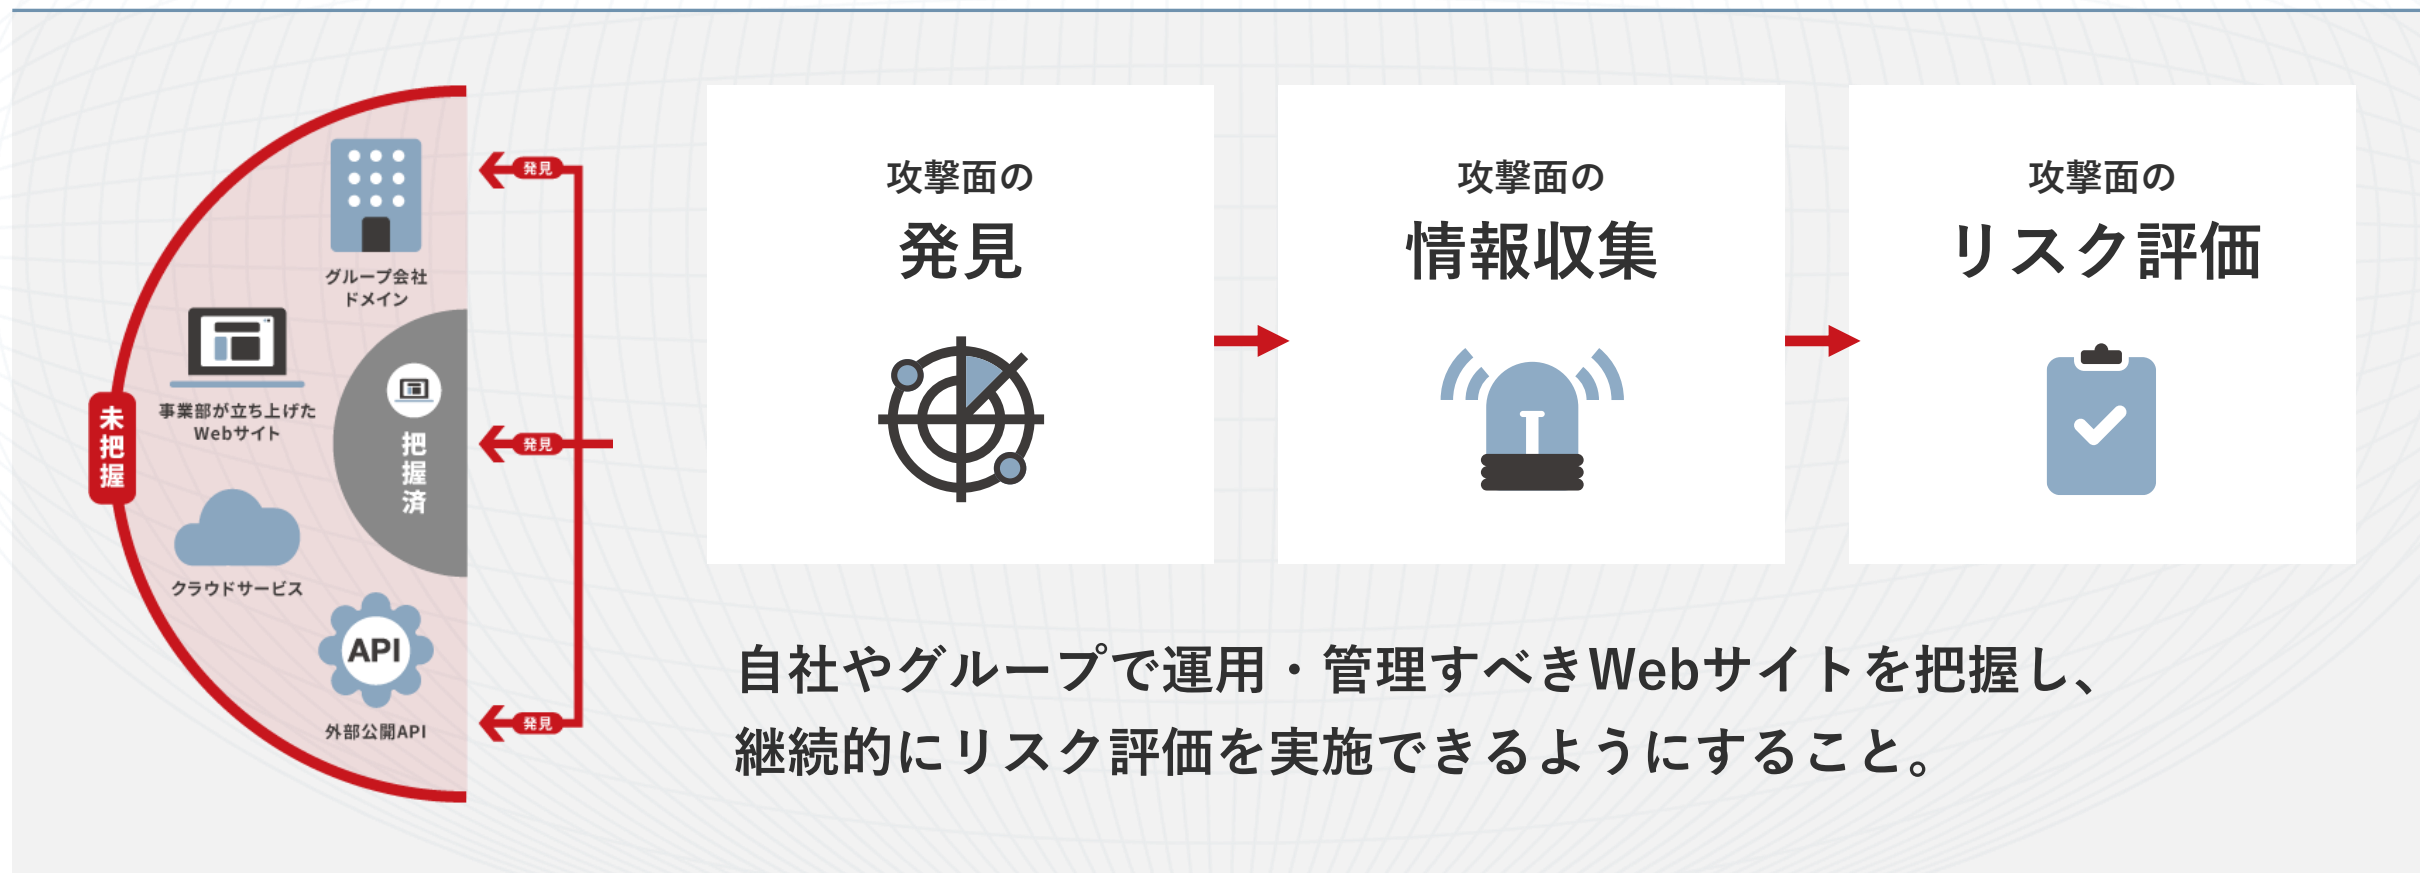 グループ会社
ドメイン
事業部が立ち上げた
Webサイト
未把握
把握済
クラウドサービス
API
外部公開API
発見
発見
発見
攻撃面の
発見
攻撃面の
情報収集
攻撃面の
リスク評価
自社やグループで運用・管理すべきWebサイトを把握し、
継続的にリスク評価を実施できるようにすること。